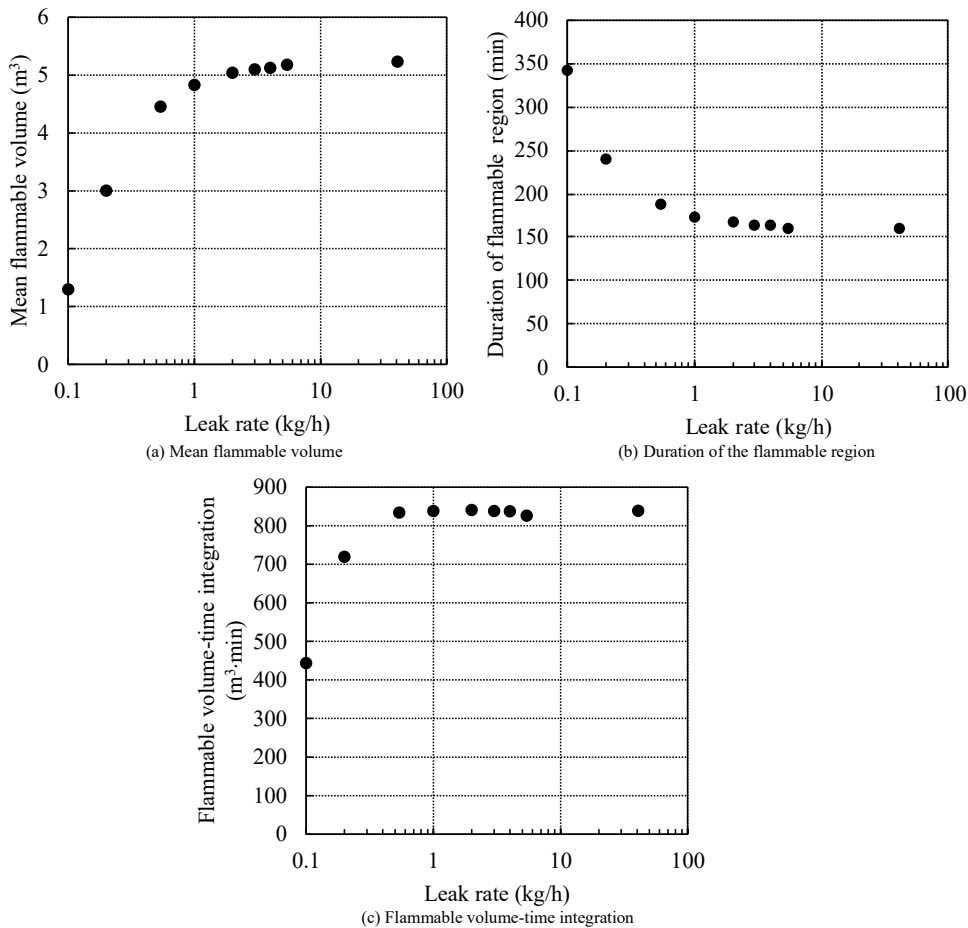 6
5
4
3
2
1
0
Mean flammable volume (m³)
0.1 1 10 100
Leak rate (kg/h)
(a) Mean flammable volume
400
350
300
250
200
150
100
50
0
Duration of flammable region (min)
0.1 1 10 100
Leak rate (kg/h)
(b) Duration of the flammable region
900
800
700
600
500
400
300
200
100
0
Flammable volume-time integration
(m³·min)
0.1 1 10 100
Leak rate (kg/h)
(c) Flammable volume-time integration